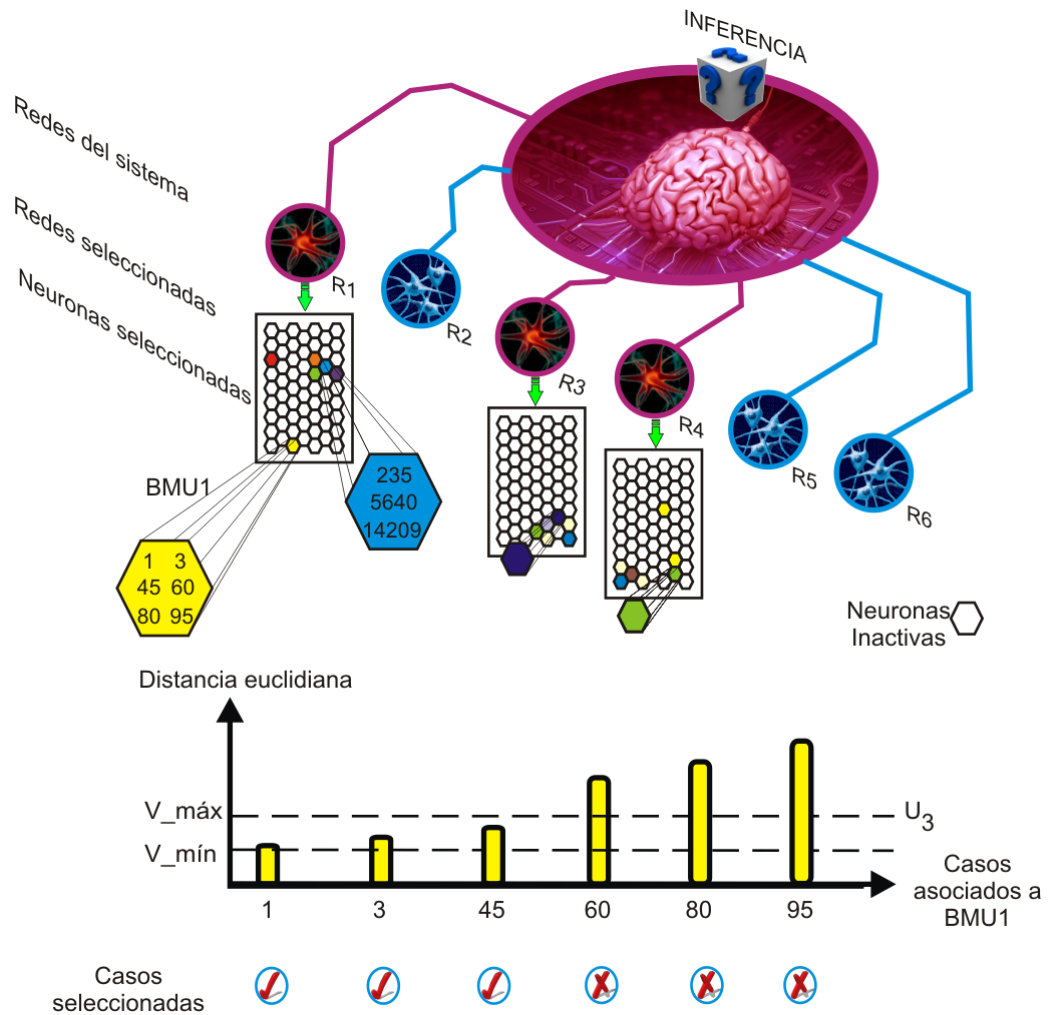 INFERENCIA
Redes del sistema
Redes seleccionadas
Neuronas seleccionadas
R1
R2
R3
R4
R5
R6
BMU1
235
5640
14209
1 3
45 60
80 95
Neuronas
Inactivas
Distancia euclidiana
V_máx
U3
V_mín
Casos
asociados a
BMU1
1 3 45 60 80 95
Casos
seleccionadas